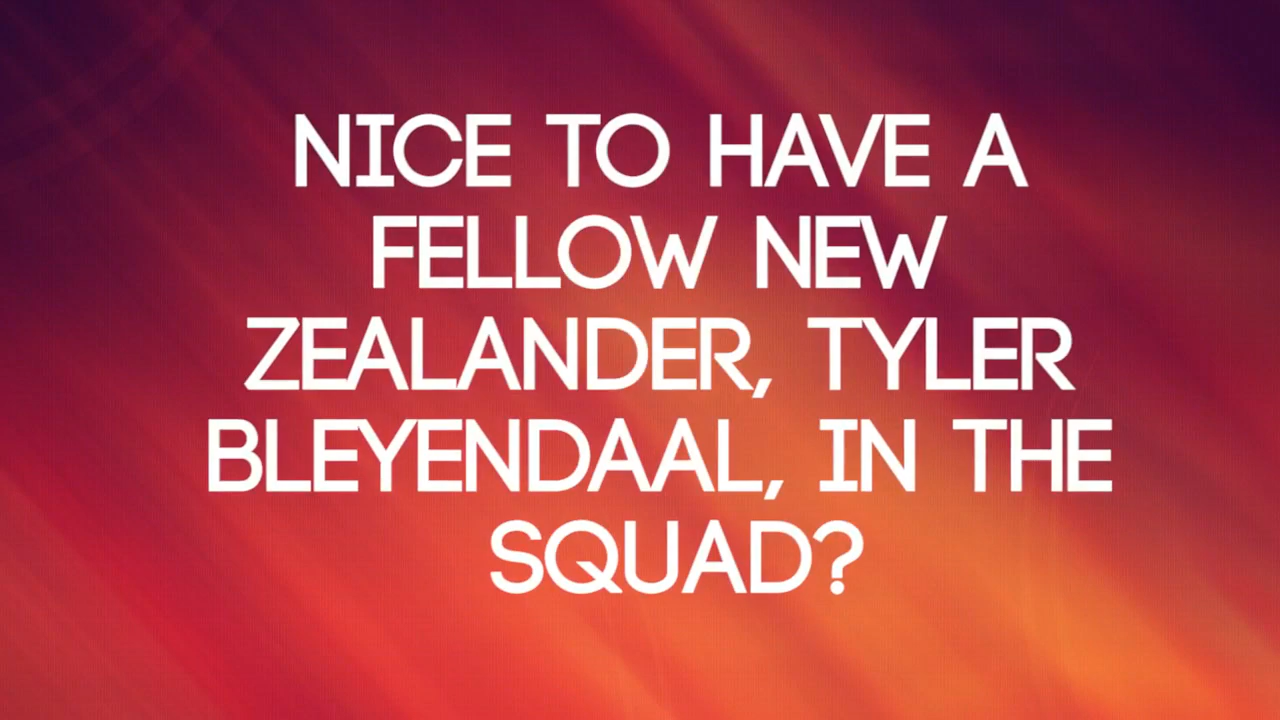 NICE TO HAVE A
FELLOW NEW
ZEALANDER, TYLER
BLEYENDAAL, IN THE
SQUAD?